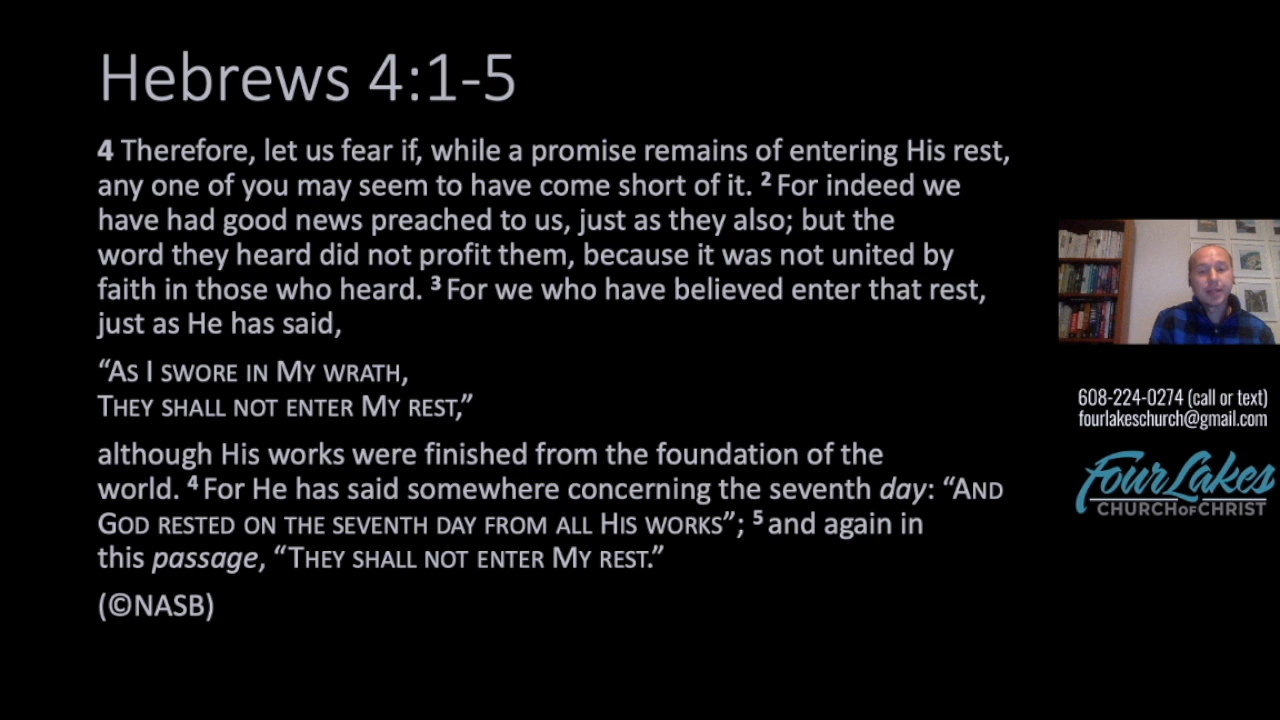 Hebrews 4:1-5
4 Therefore, let us fear if, while a promise remains of entering His rest,
any one of you may seem to have come short of it. 2 For indeed we
have had good news preached to us, just as they also; but the
word they heard did not profit them, because it was not united by
faith in those who heard. 3 For we who have believed enter that rest,
just as He has said,
“As I swore in My wrath,
They shall not enter My rest,”
although His works were finished from the foundation of the
world. 4 For He has said somewhere concerning the seventh day: “And
God rested on the seventh day from all His works”; 5 and again in
this passage, “They shall not enter My rest.”
(©NASB)
608-224-0274 (call or text)
fourlakeschurch@gmail.com
Four Lakes
CHURCH OF CHRIST